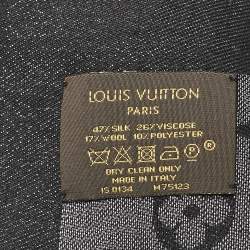 LOUIS VUITTON
PARIS
47% SILK 26% VISCOSE
17% WOOL 10% POLYESTER
DRY CLEAN ONLY
MADE IN ITALY
IS 0134 M75123